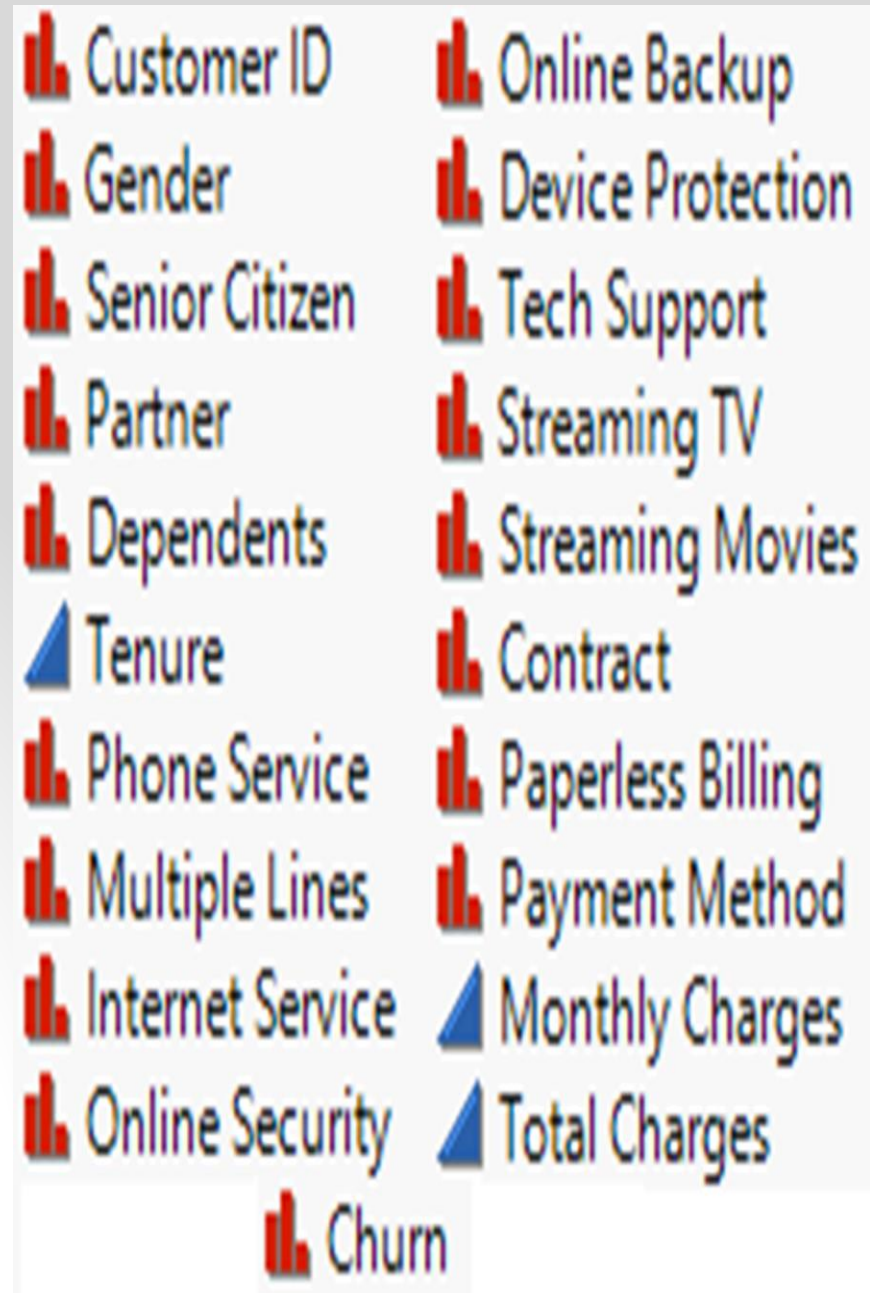 Customer ID
Gender
Senior Citizen
Partner
Dependents
Tenure
Phone Service
Multiple Lines
Internet Service
Online Security
Online Backup
Device Protection
Tech Support
Streaming TV
Streaming Movies
Contract
Paperless Billing
Payment Method
Monthly Charges
Total Charges
Churn